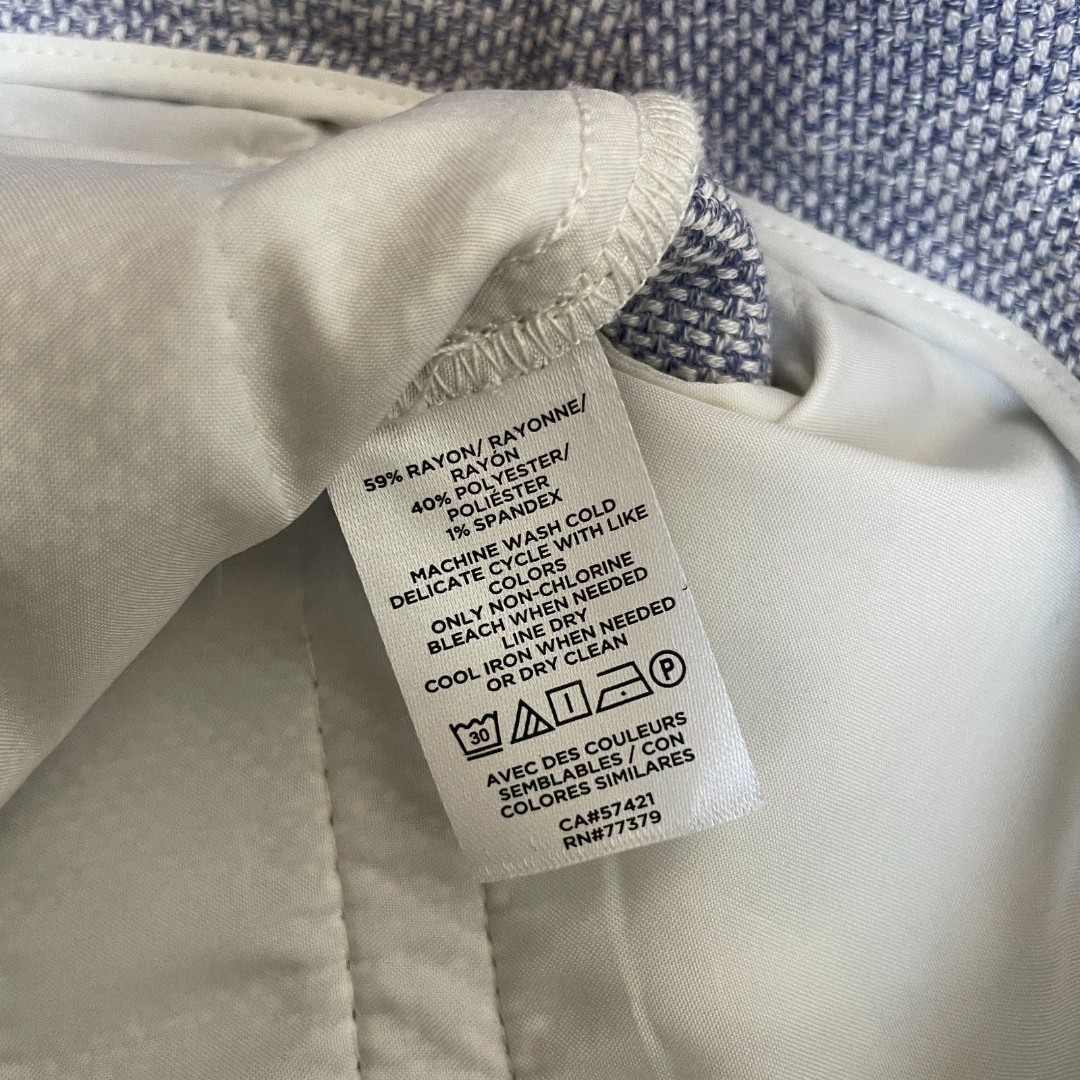 59% RAYON/ RAYONNE/
RAYÓN
40% POLYESTER/
POLIÉSTER
1% SPANDEX
MACHINE WASH COLD
DELICATE CYCLE WITH LIKE
COLORS
ONLY NON-CHLORINE
BLEACH WHEN NEEDED
LINE DRY
COOL IRON WHEN NEEDED
OR DRY CLEAN
30 P
AVEC DES COULEURS
SEMBLABLES / CON
COLORES SIMILARES
CA#57421
RN#77379